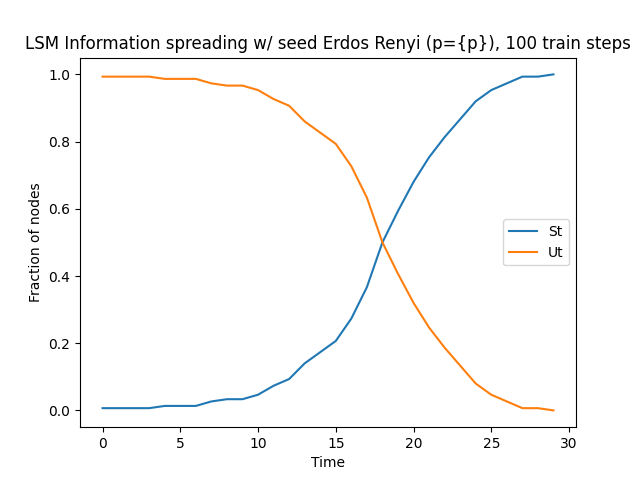 LSM Information spreading w/ seed Erdos Renyi (p={p}), 100 train steps
1.0
0.8
0.6
0.4
0.2
0.0
Fraction of nodes
St
Ut
0 5 10 15 20 25 30
Time